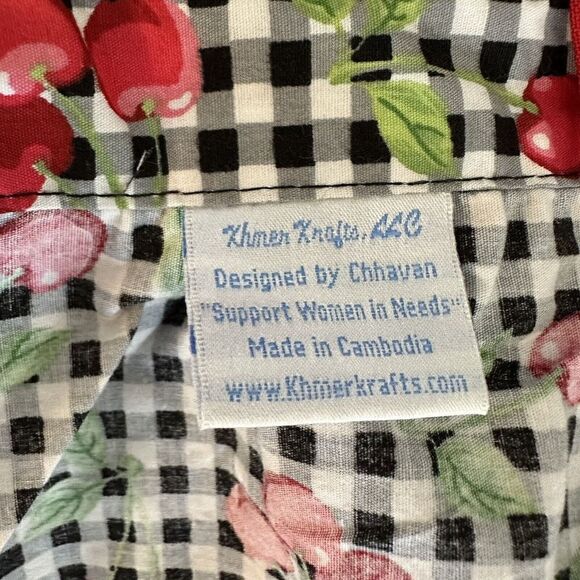 Khmer Krafts, LLC
Designed by Chhavan
"Support Women in Needs"
Made in Cambodia
www.Khmerkrafts.com